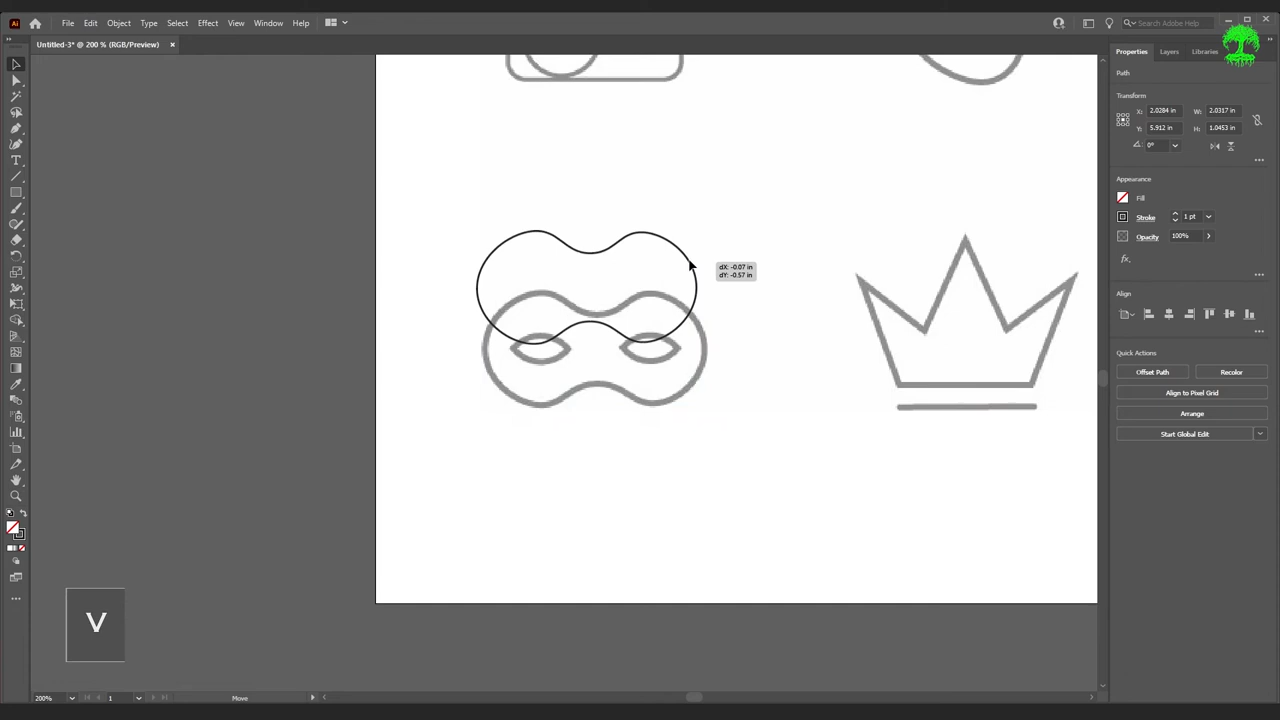 Ai File Edit Object Type Select Effect View Window Help Search Adobe Help
Untitled-3* @ 200 % (RGB/Preview) ×
Properties Layers Libraries
Path
Transform
X: 2.0284 in W: 2.0317 in
Y: 5.912 in H: 1.0453 in
0°
Appearance
Fill
Stroke 1 pt
Opacity 100%
fx.
Align
Quick Actions
Offset Path Recolor
Align to Pixel Grid
Arrange
Start Global Edit
dX: -0.07 in
dY: -0.57 in
V
200% 1 Move